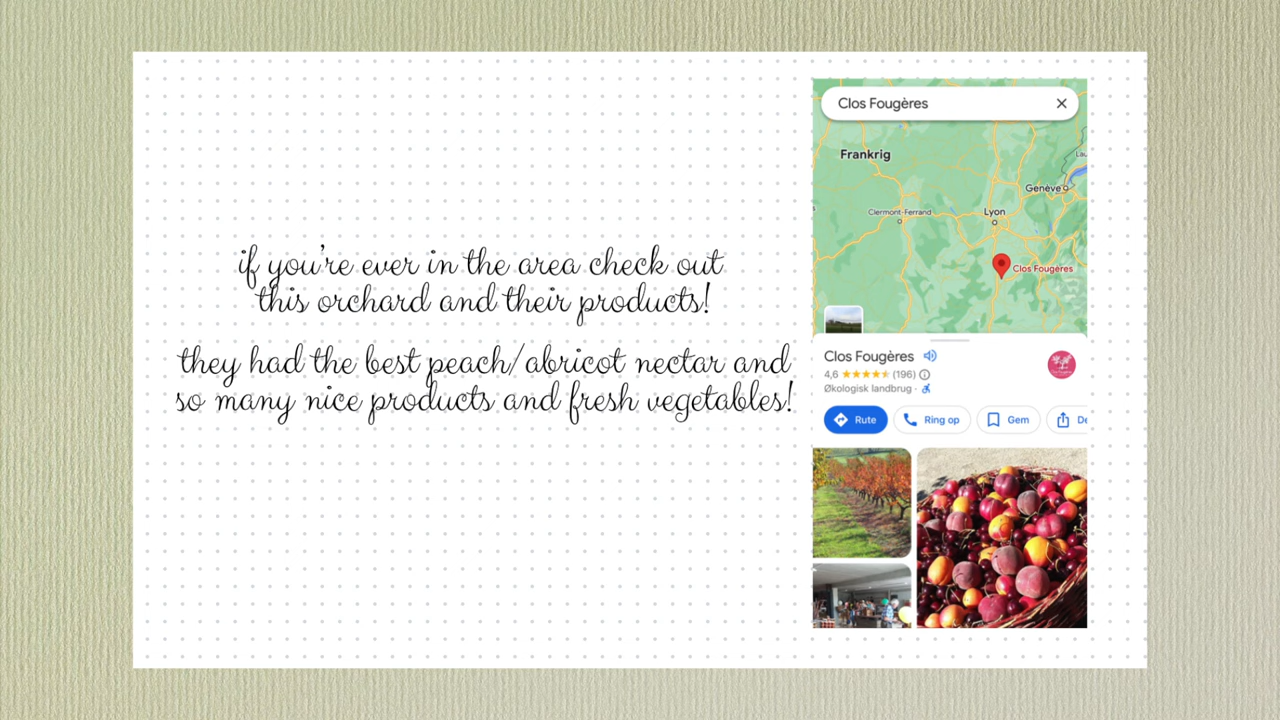 if you're ever in the area check out
this orchard and their products!
they had the best peach/abricot nectar and
so many nice products and fresh vegetables!
Clos Fougères
Frankrig
Genève
Clermont-Ferrand
Lyon
Clos Fougères
Clos Fougères
4,6 (196)
Økologisk landbrug ·
Rute
Ring op
Gem